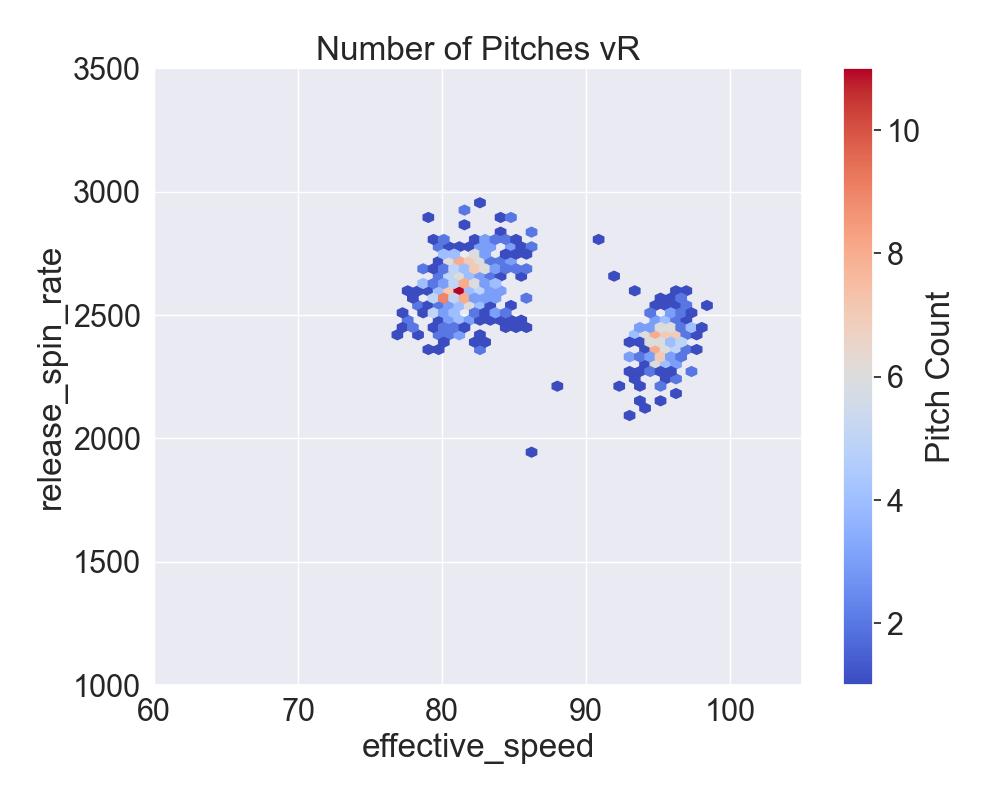 Number of Pitches vR
3500
3000
2500
2000
1500
1000
release_spin_rate
60 70 80 90 100
effective_speed
10
8
6
4
2
Pitch Count